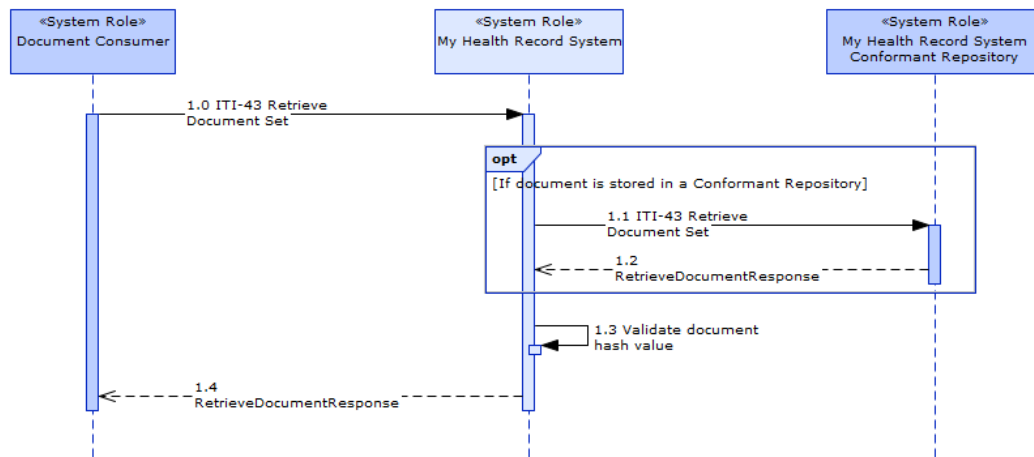 «System Role»
Document Consumer
«System Role»
My Health Record System
«System Role»
My Health Record System
Conformant Repository
1.0 ITI-43 Retrieve
Document Set
opt
[If document is stored in a Conformant Repository]
1.1 ITI-43 Retrieve
Document Set
1.2
RetrieveDocumentResponse
1.3 Validate document
hash value
1.4
RetrieveDocumentResponse